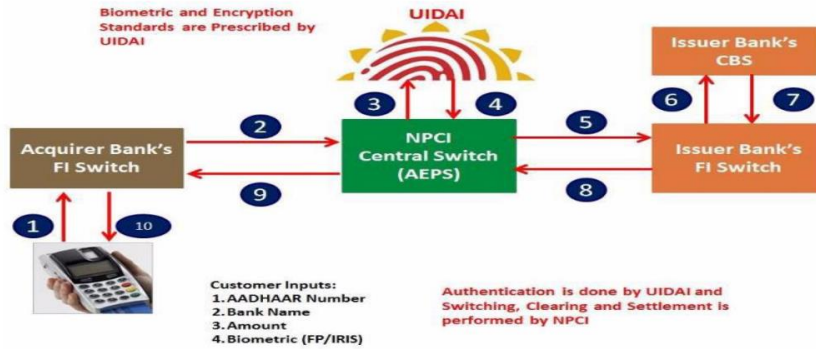 Biometric and Encryption
Standards are Prescribed by
UIDAI
UIDAI
Issuer Bank's
CBS
3
4
6
7
2
5
Acquirer Bank's
FI Switch
NPCI
Central Switch
(AEPS)
Issuer Bank's
FI Switch
9
8
1
10
Customer Inputs:
1. AADHAAR Number
2. Bank Name
3. Amount
4. Biometric (FP/IRIS)
Authentication is done by UIDAI and
Switching, Clearing and Settlement is
performed by NPCI